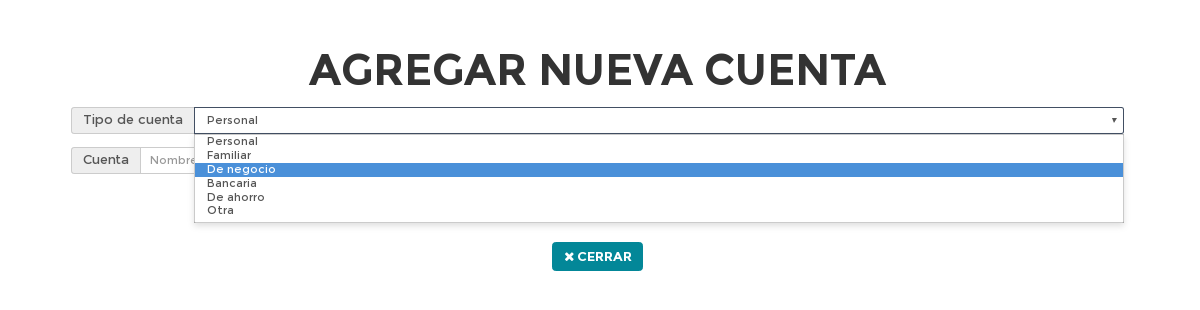 AGREGAR NUEVA CUENTA
Tipo de cuenta Personal
Personal
Familiar
Cuenta Nombre
De negocio
Bancaria
De ahorro
Otra
✖ CERRAR